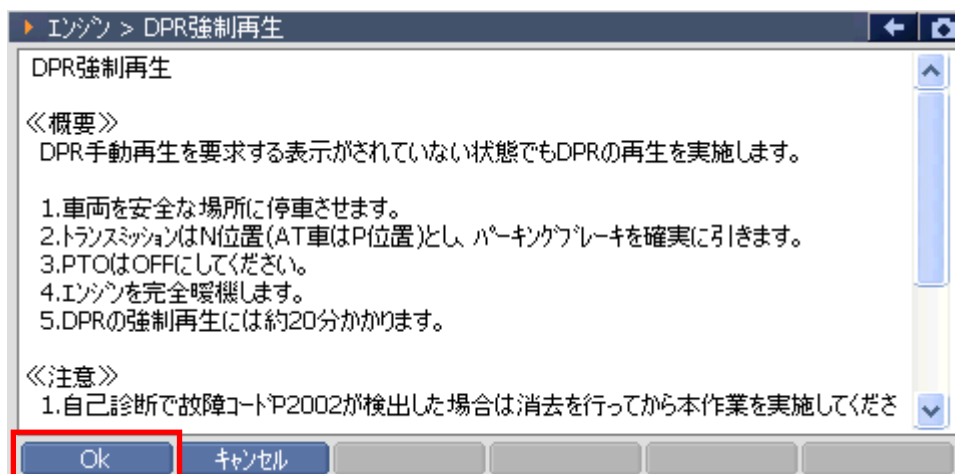 ｴﾝｼﾞﾝ > DPR強制再生
DPR強制再生
≪概要≫
DPR手動再生を要求する表示がされていない状態でもDPRの再生を実施します。
1.車両を安全な場所に停車させます。
2.ﾄﾗﾝｽﾐｯｼｮﾝはN位置(AT車はP位置)とし、ﾊﾟｰｷﾝｸﾞﾌﾞﾚｰｷを確実に引きます。
3.PTOはOFFにしてください。
4.ｴﾝｼﾞﾝを完全暖機します。
5.DPRの強制再生には約20分かかります。
≪注意≫
1.自己診断で故障ｺｰﾄﾞP2002が検出した場合は消去を行ってから本作業を実施してくださ
Ok ｷｬﾝｾﾙ